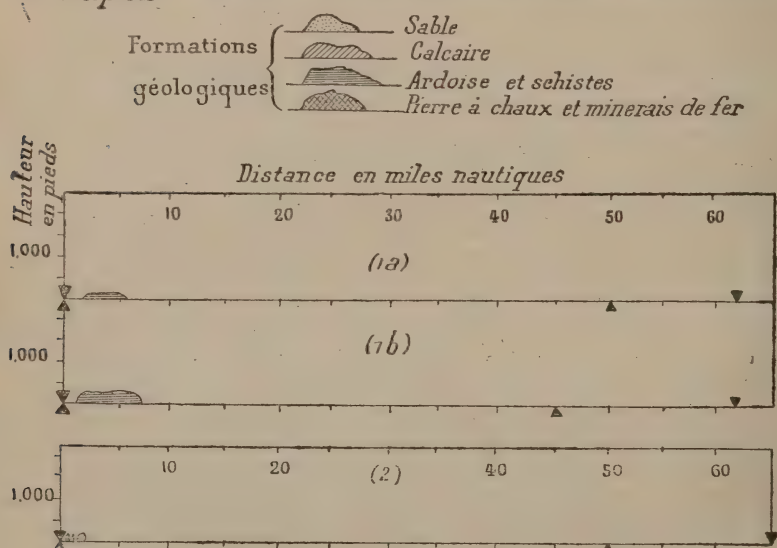 Formations géologiques
Sable
Calcaire
Ardoise et schistes
Pierre à chaux et minerais de fer
Hauteur en pieds
Distance en miles nautiques
10 20 30 40 50 60
1,000
(1a)
1,000
(1b)
10 20 (2) 40 50 60
1,000